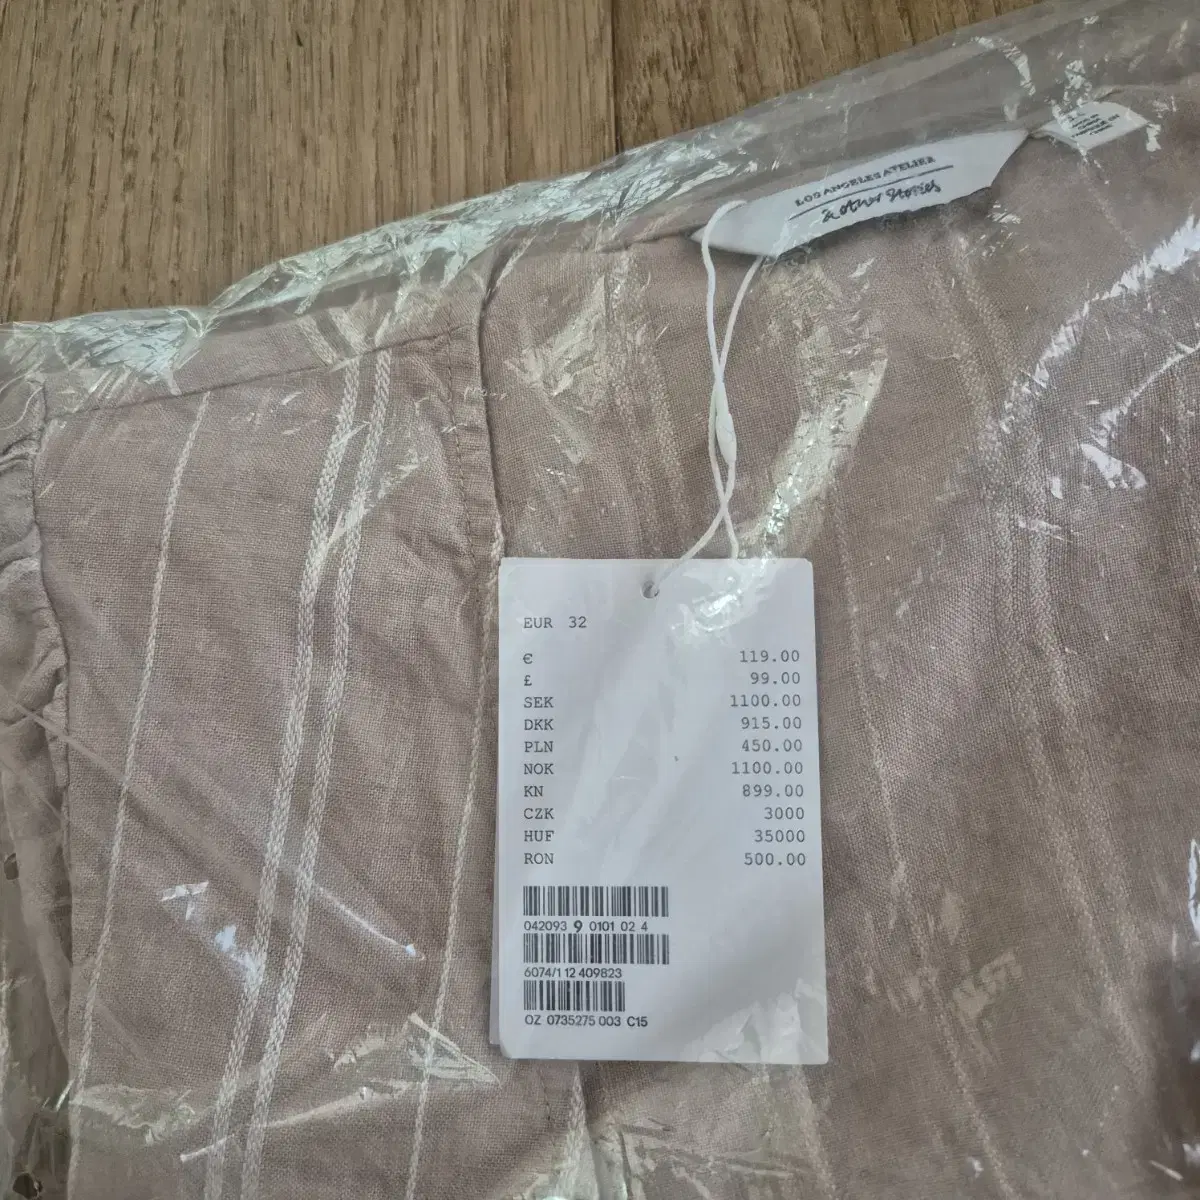 LOS ANGELES ATELIER
& other Stories
EUR 32
€ 119.00
£ 99.00
SEK 1100.00
DKK 915.00
PLN 450.00
NOK 1100.00
KN 899.00
CZK 3000
HUF 35000
RON 500.00
042093 9 0101 02 4
6074/1 12 409823
OZ 0735275 003 C15